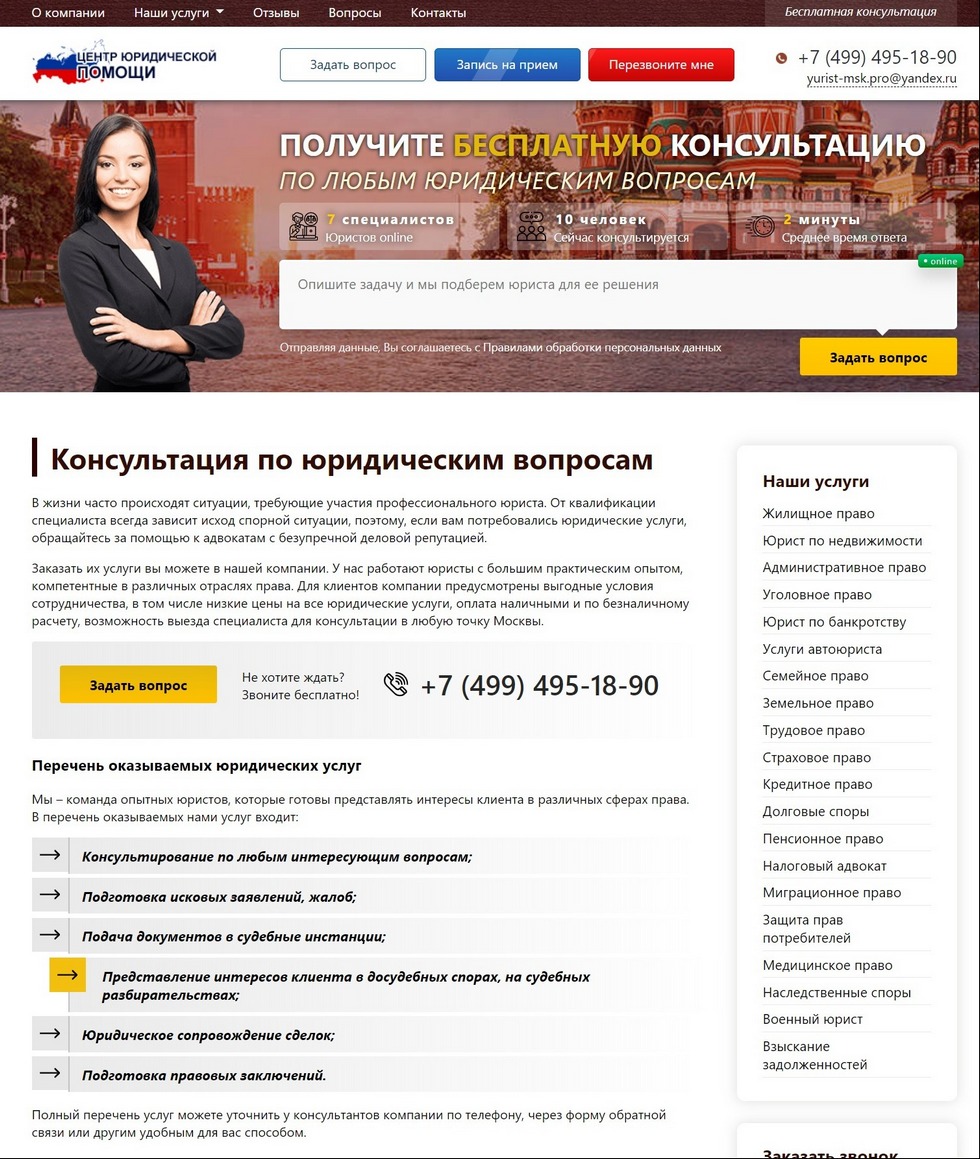 О компании
Наши услуги
Отзывы
Вопросы
Контакты
Бесплатная консультация
ЦЕНТР ЮРИДИЧЕСКОЙ
ПОМОЩИ
Задать вопрос
Запись на прием
Перезвоните мне
+7 (499) 495-18-90
yurist-msk.pro@yandex.ru
ПОЛУЧИТЕ БЕСПЛАТНУЮ КОНСУЛЬТАЦИЮ
ПО ЛЮБЫМ ЮРИДИЧЕСКИМ ВОПРОСАМ
7 специалистов
Юристов online
10 человек
Сейчас консультируется
2 минуты
Среднее время ответа
• online
Опишите задачу и мы подберем юриста для ее решения
Отправляя данные, Вы соглашаетесь с Правилами обработки персональных данных
Задать вопрос
Консультация по юридическим вопросам
В жизни часто происходят ситуации, требующие участия профессионального юриста. От квалификации
специалиста всегда зависит исход спорной ситуации, поэтому, если вам потребовались юридические услуги,
обращайтесь за помощью к адвокатам с безупречной деловой репутацией.
Заказать их услуги вы можете в нашей компании. У нас работают юристы с большим практическим опытом,
компетентные в различных отраслях права. Для клиентов компании предусмотрены выгодные условия
сотрудничества, в том числе низкие цены на все юридические услуги, оплата наличными и по безналичному
расчету, возможность выезда специалиста для консультации в любую точку Москвы.
Задать вопрос
Не хотите ждать?
Звоните бесплатно!
+7 (499) 495-18-90
Перечень оказываемых юридических услуг
Мы – команда опытных юристов, которые готовы представлять интересы клиента в различных сферах права.
В перечень оказываемых нами услуг входит:
Консультирование по любым интересующим вопросам;
Подготовка исковых заявлений, жалоб;
Подача документов в судебные инстанции;
Представление интересов клиента в досудебных спорах, на судебных
разбирательствах;
Юридическое сопровождение сделок;
Подготовка правовых заключений.
Полный перечень услуг можете уточнить у консультантов компании по телефону, через форму обратной
связи или другим удобным для вас способом.
Наши услуги
Жилищное право
Юрист по недвижимости
Административное право
Уголовное право
Юрист по банкротству
Услуги автоюриста
Семейное право
Земельное право
Трудовое право
Страховое право
Кредитное право
Долговые споры
Пенсионное право
Налоговый адвокат
Миграционное право
Защита прав
потребителей
Медицинское право
Наследственные споры
Военный юрист
Взыскание
задолженностей
Заказать звонок